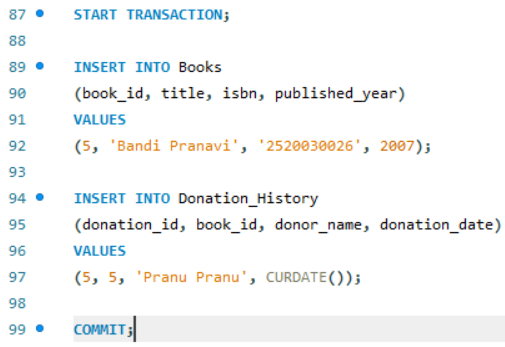 87 START TRANSACTION;
88
89 INSERT INTO Books
90 (book_id, title, isbn, published_year)
91 VALUES
92 (5, 'Bandi Pranavi', '2520030026', 2007);
93
94 INSERT INTO Donation_History
95 (donation_id, book_id, donor_name, donation_date)
96 VALUES
97 (5, 5, 'Pranu Pranu', CURDATE());
98
99 COMMIT;